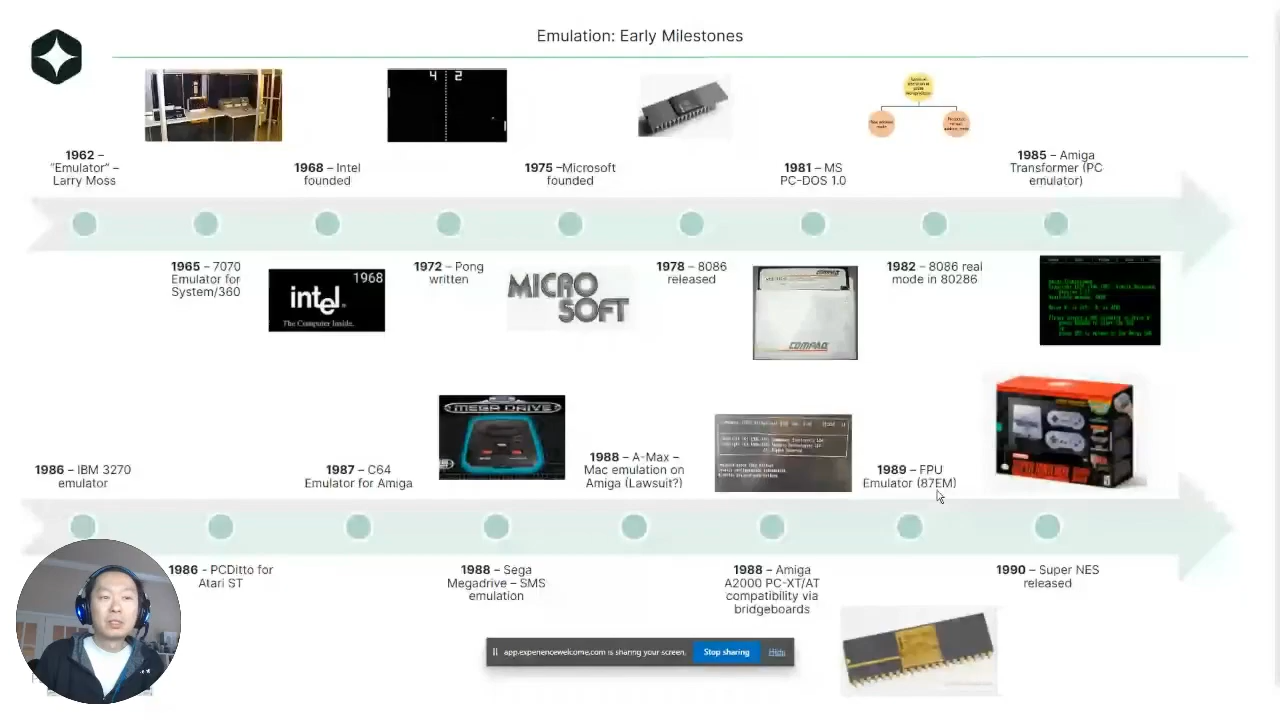 Emulation: Early Milestones
4 2
1962 –
"Emulator" –
Larry Moss
1968 – Intel
founded
1975 –Microsoft
founded
1981 – MS
PC-DOS 1.0
1985 – Amiga
Transformer (PC
emulator)
1965 – 7070
Emulator for
System/360
1968
intel
The Computer Inside.
1972 – Pong
written
MICRO
SOFT
1978 – 8086
released
COMPAQ
1982 – 8086 real
mode in 80286
1986 – IBM 3270
emulator
1987 – C64
Emulator for Amiga
MEGA DRIVE
1988 – A-Max –
Mac emulation on
Amiga (Lawsuit?)
1989 – FPU
Emulator (87EM)
1986 - PCDitto for
Atari ST
1988 – Sega
Megadrive – SMS
emulation
1988 – Amiga
A2000 PC-XT/AT
compatibility via
bridgeboards
1990 – Super NES
released
app.experiencewelcome.com is sharing your screen.
Stop sharing
Hide